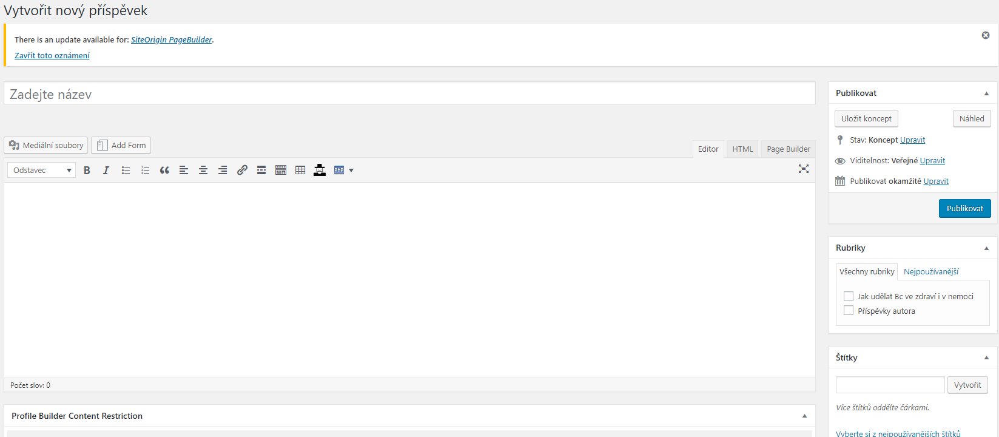 Vytvořit nový příspěvek
There is an update available for: SiteOrigin PageBuilder.
Zavřít toto oznámení
Zadejte název
Mediální soubory
Add Form
Editor
HTML
Page Builder
Odstavec
B
I
PHP
Počet slov: 0
Profile Builder Content Restriction
Publikovat
Uložit koncept
Náhled
Stav: Koncept Upravit
Viditelnost: Veřejné Upravit
Publikovat okamžitě Upravit
Publikovat
Rubriky
Všechny rubriky
Nejpoužívanější
Jak udělat Bc ve zdraví i v nemoci
Příspěvky autora
Štítky
Vytvořit
Více štítků oddělte čárkami.
Vyberte si z nejpoužívanějších štítků